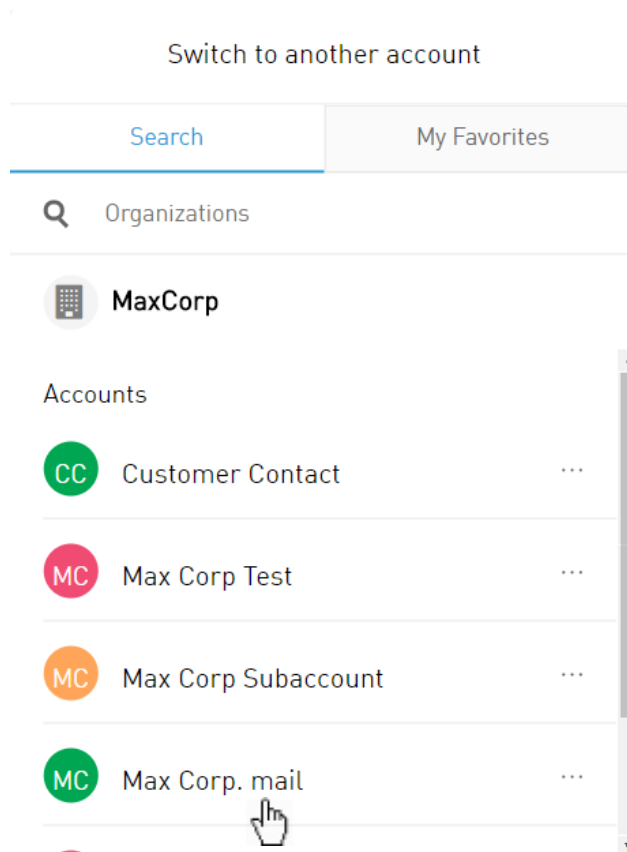 Switch to another account
Search
My Favorites
Organizations
MaxCorp
Accounts
CC
Customer Contact
...
MC
Max Corp Test
...
MC
Max Corp Subaccount
...
MC
Max Corp. mail
...